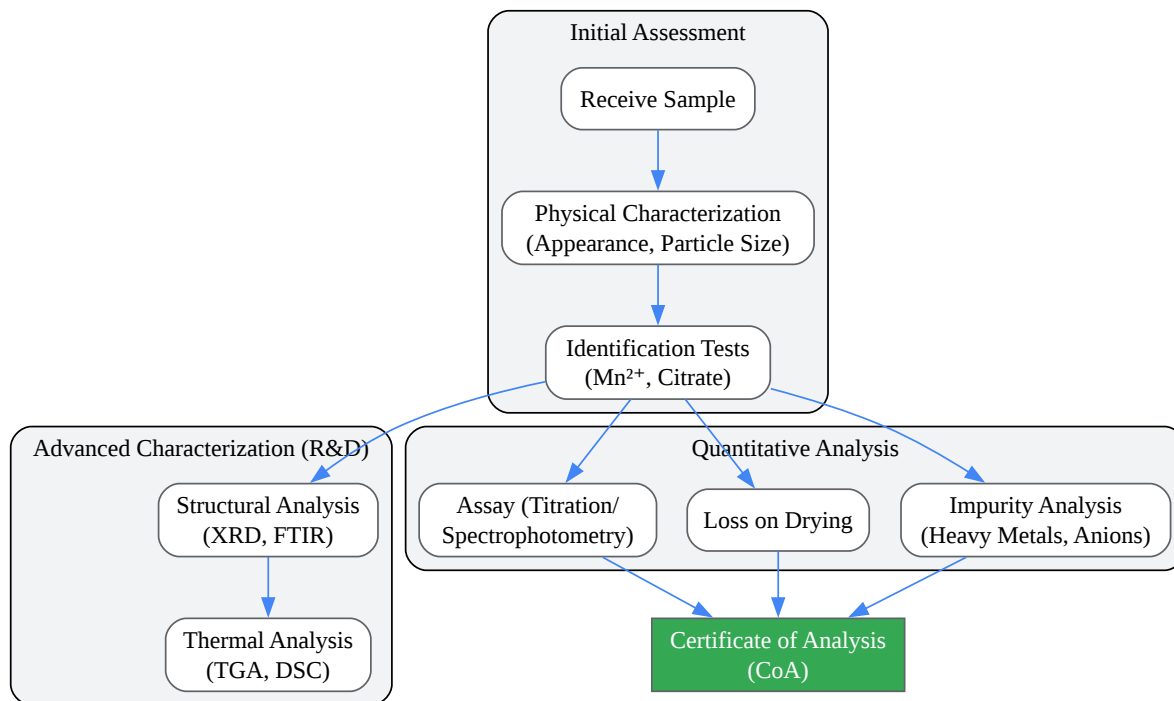 Initial Assessment
Receive Sample
Physical Characterization
(Appearance, Particle Size)
Identification Tests
(Mn²⁺, Citrate)
Advanced Characterization (R&D)
Structural Analysis
(XRD, FTIR)
Thermal Analysis
(TGA, DSC)
Quantitative Analysis
Assay (Titration/
Spectrophotometry)
Loss on Drying
Impurity Analysis
(Heavy Metals, Anions)
Certificate of Analysis
(CoA)